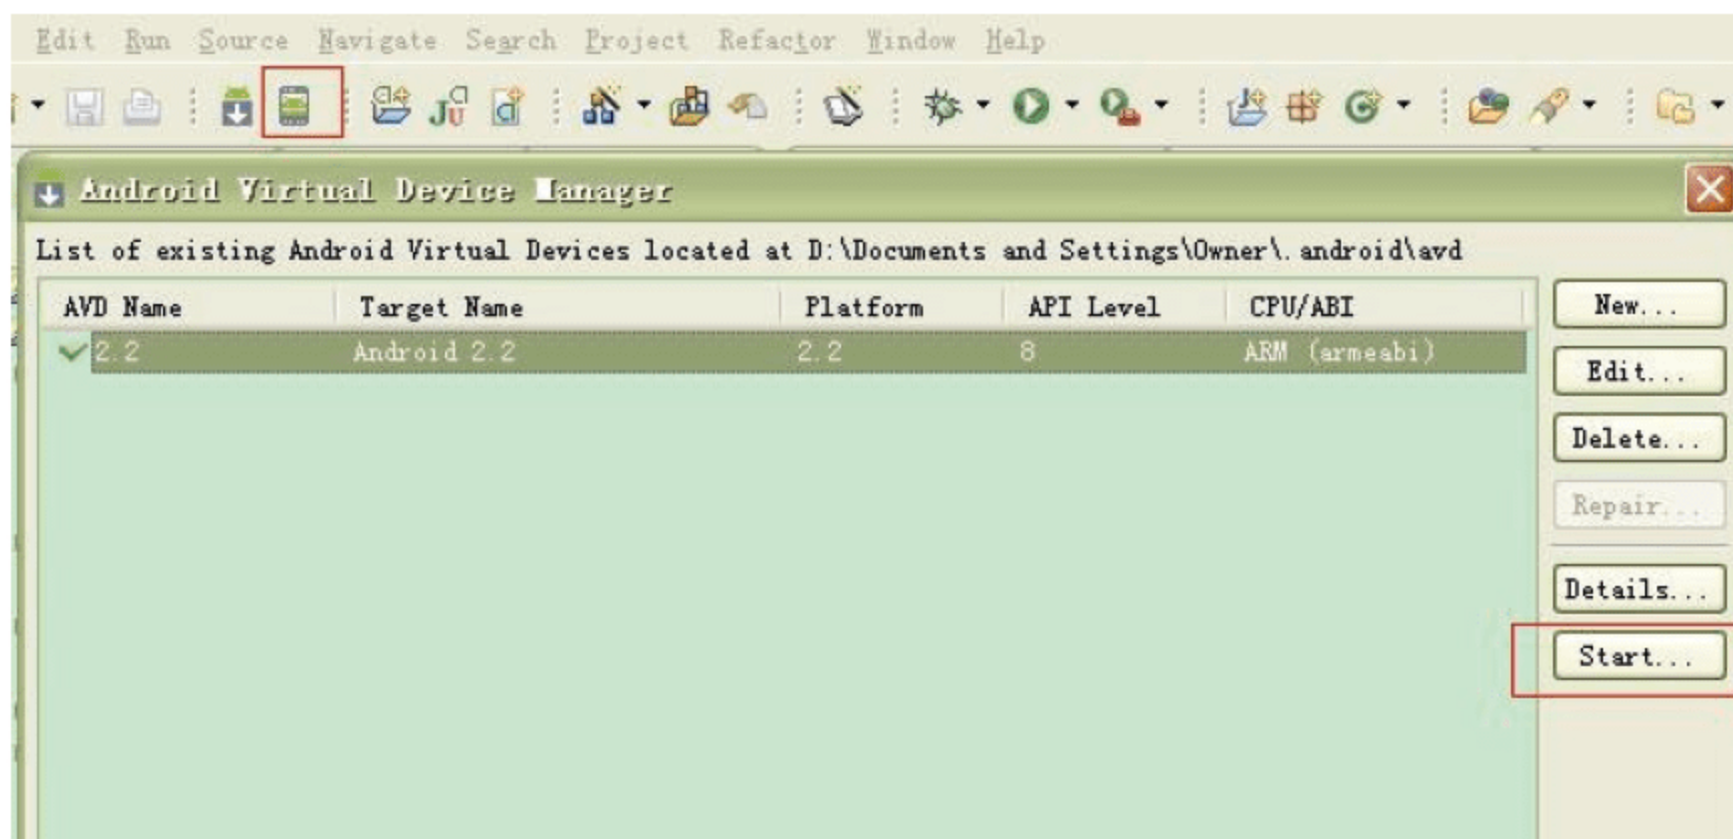 Edit Run Source Navigate Search Project Refactor Window Help
Android Virtual Device Manager
List of existing Android Virtual Devices located at D:\Documents and Settings\Owner\.android\avd
AVD Name Target Name Platform API Level CPU/ABI
2.2 Android 2.2 2.2 8 ARM (armeabi)
New...
Edit...
Delete...
Repair...
Details...
Start...